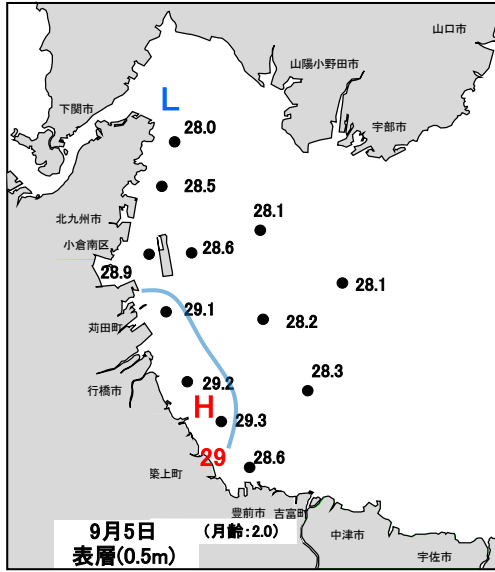 山口市
山陽小野田市
下関市
L
28.0
宇部市
28.5
北九州市
28.1
小倉南区
28.6
28.9
28.1
29.1
28.2
苅田町
29.2
28.3
行橋市
H
29.3
29
28.6
築上町
豊前市
吉富町
9月5日
(月齢:2.0)
表層(0.5m)
中津市
宇佐市